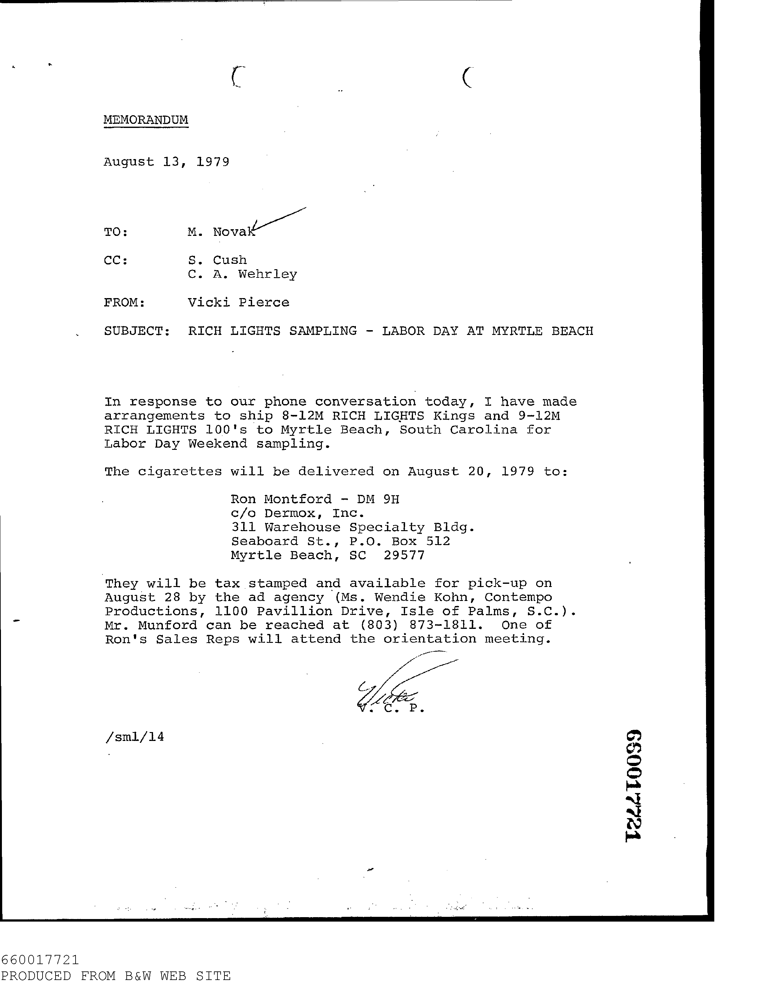 MEMORANDUM
August 13, 1979
TO: M. Novak
CC: S. Cush
C. A. Wehrley
FROM: Vicki Pierce
SUBJECT: RICH LIGHTS SAMPLING - LABOR DAY AT MYRTLE BEACH
In response to our phone conversation today, I have made
arrangements to ship 8-12M RICH LIGHTS Kings and 9-12M
RICH LIGHTS 100's to Myrtle Beach, South Carolina for
Labor Day Weekend sampling.
The cigarettes will be delivered on August 20, 1979 to:
Ron Montford - DM 9H
c/o Dermox, Inc.
311 Warehouse Specialty Bldg.
Seaboard St., P.O. Box 512
Myrtle Beach, SC 29577
They will be tax stamped and available for pick-up on
August 28 by the ad agency (Ms. Wendie Kohn, Contempo
Productions, 1100 Pavillion Drive, Isle of Palms, S.C.).
Mr. Munford can be reached at (803) 873-1811. One of
Ron's Sales Reps will attend the orientation meeting.
Vicki
V. C. P.
/sml/14
660017721
660017721
PRODUCED FROM B&W WEB SITE